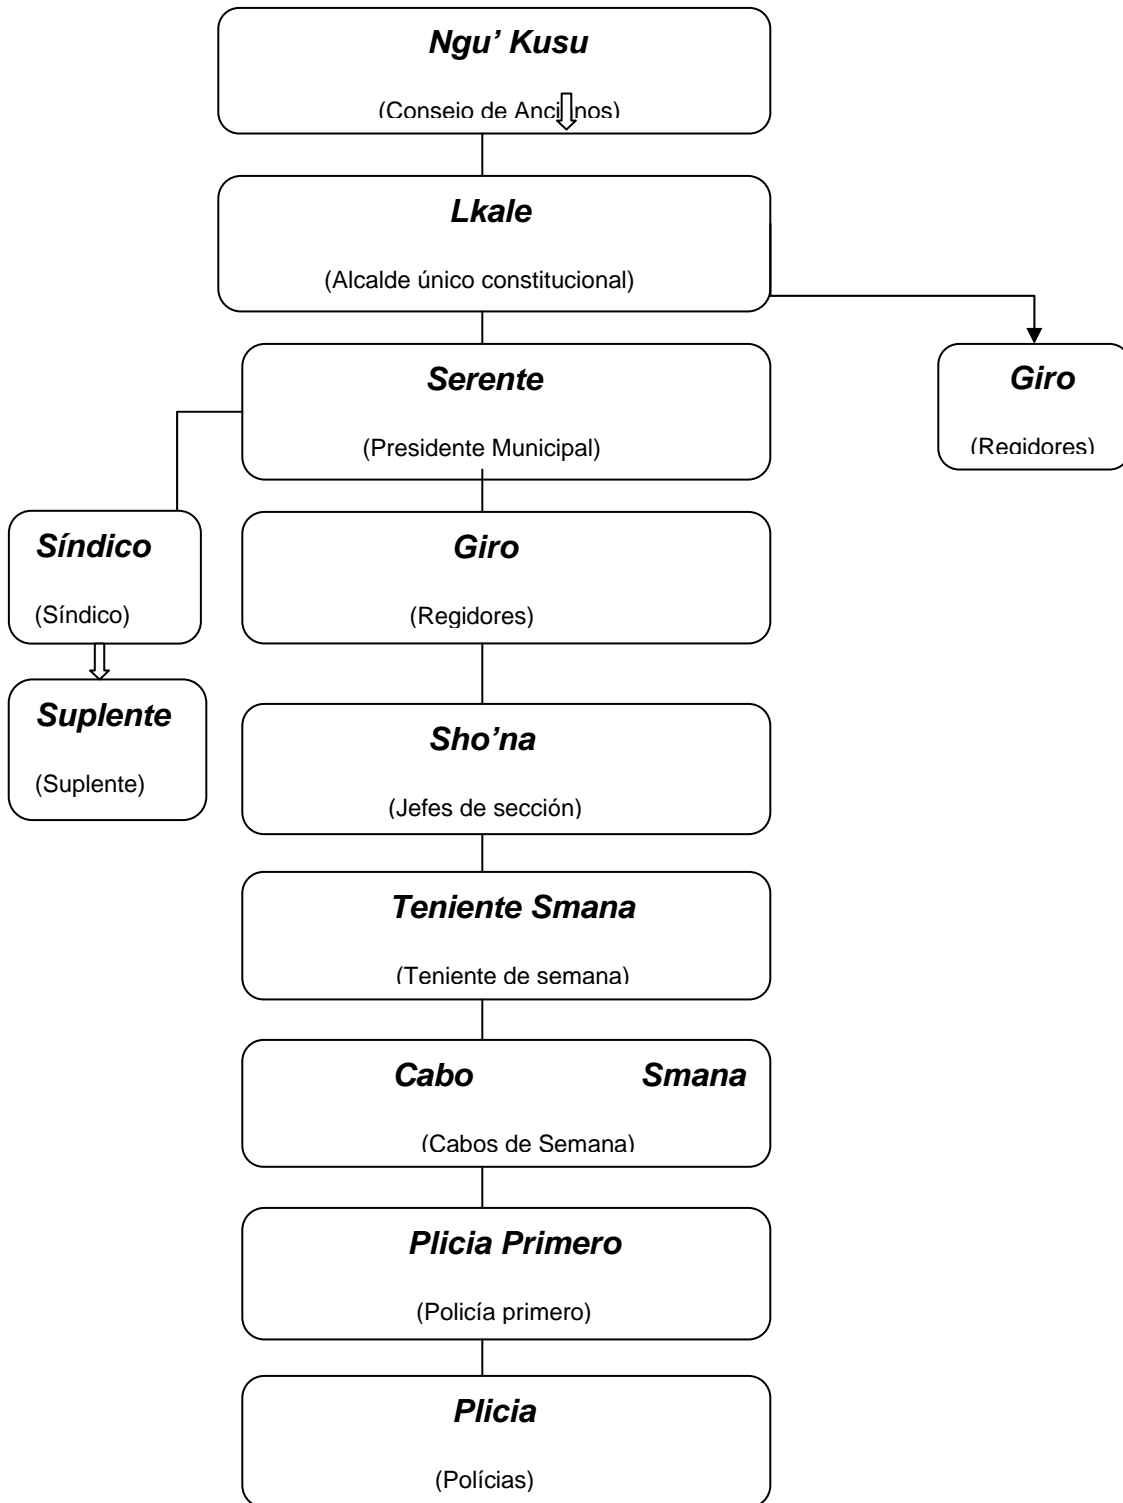 Ngu’ Kusu
(Consejo de Ancianos)
Lkale
(Alcalde único constitucional)
Serente
(Presidente Municipal)
Giro
(Regidores)
Síndico
(Síndico)
Giro
(Regidores)
Suplente
(Suplente)
Sho’na
(Jefes de sección)
Teniente Smana
(Teniente de semana)
Cabo Smana
(Cabos de Semana)
Plicia Primero
(Policía primero)
Plicia
(Polícías)